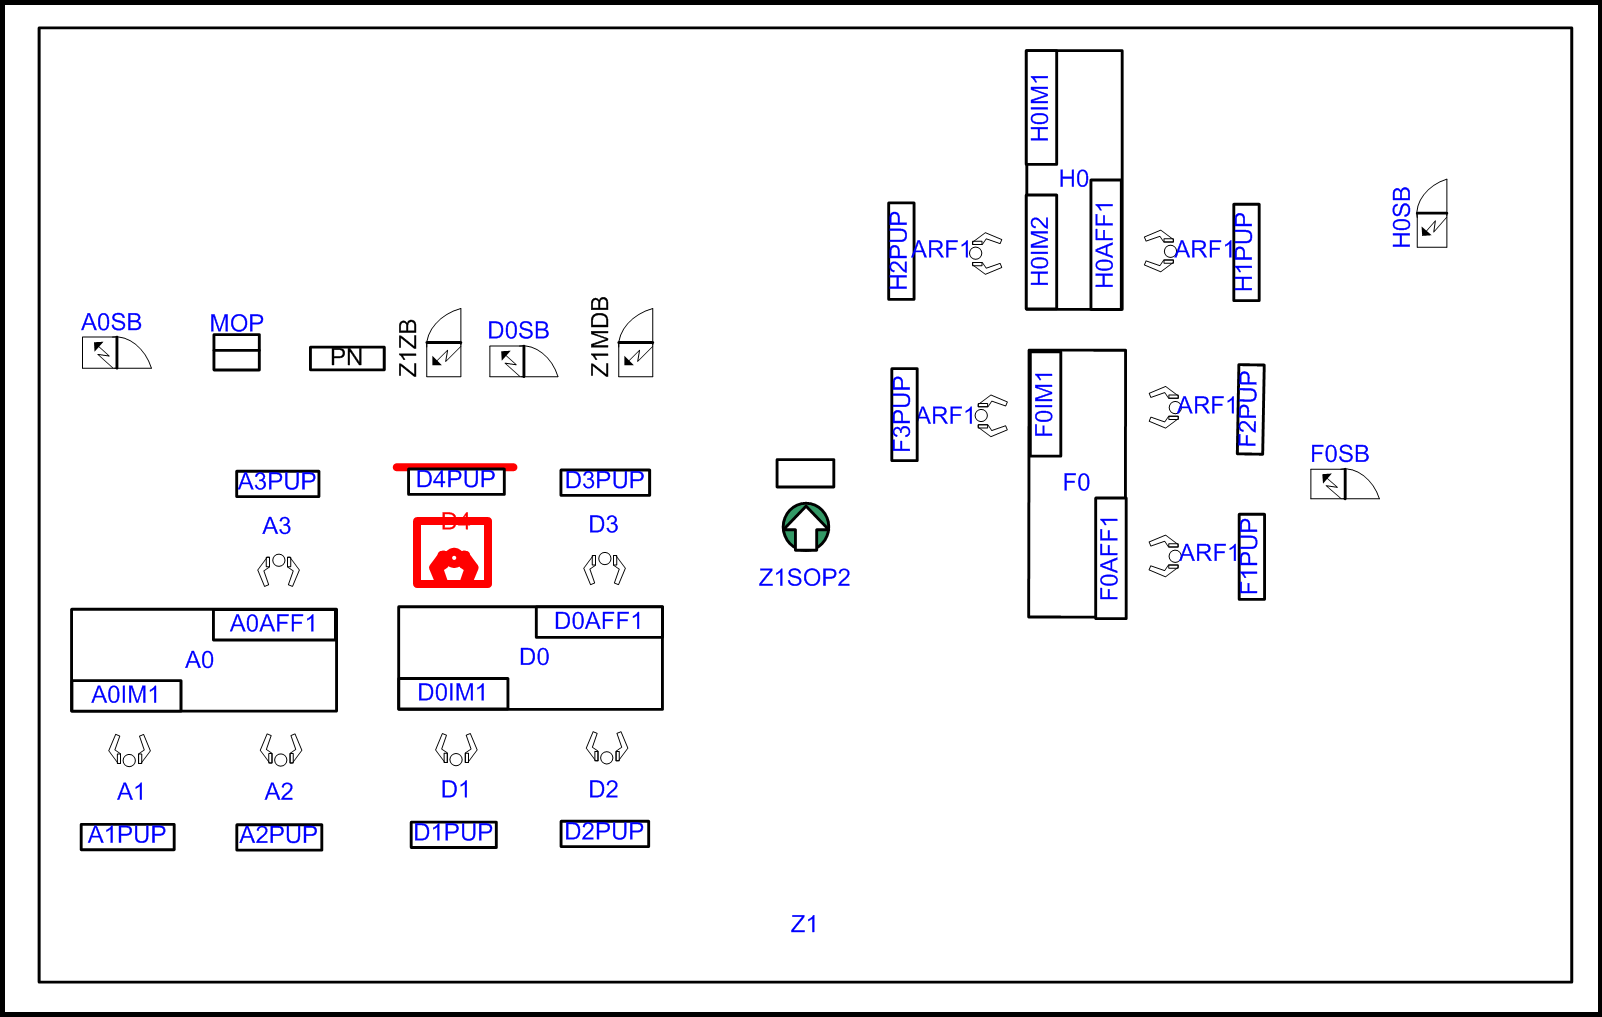 H0IM1
H0
H0SB
H2PUP
ARF1
H0IM2
H0AFF1
ARF1
H1PUP
A0SB
MOP
PN
Z1ZB
D0SB
Z1MDB
F3PUP
ARF1
F0IM1
ARF1
F2PUP
F0SB
A3PUP
D4PUP
D3PUP
F0
A3
D4
D3
Z1SOP2
F0AFF1
ARF1
F1PUP
A0AFF1
D0AFF1
A0
D0
A0IM1
D0IM1
A1
A2
D1
D2
A1PUP
A2PUP
D1PUP
D2PUP
Z1